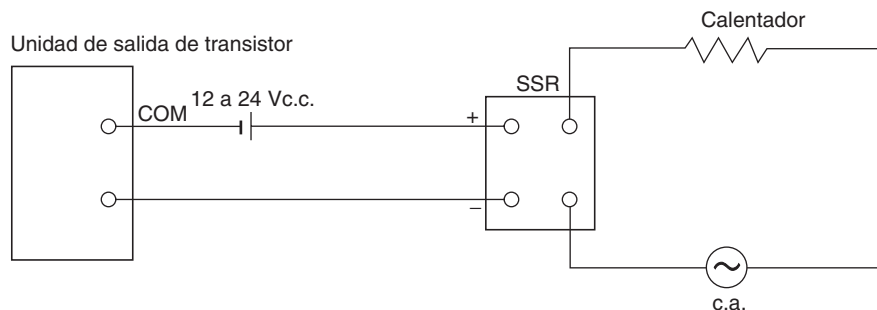 Calentador
Unidad de salida de transistor
SSR
12 a 24 Vc.c.
COM
+
−
c.a.